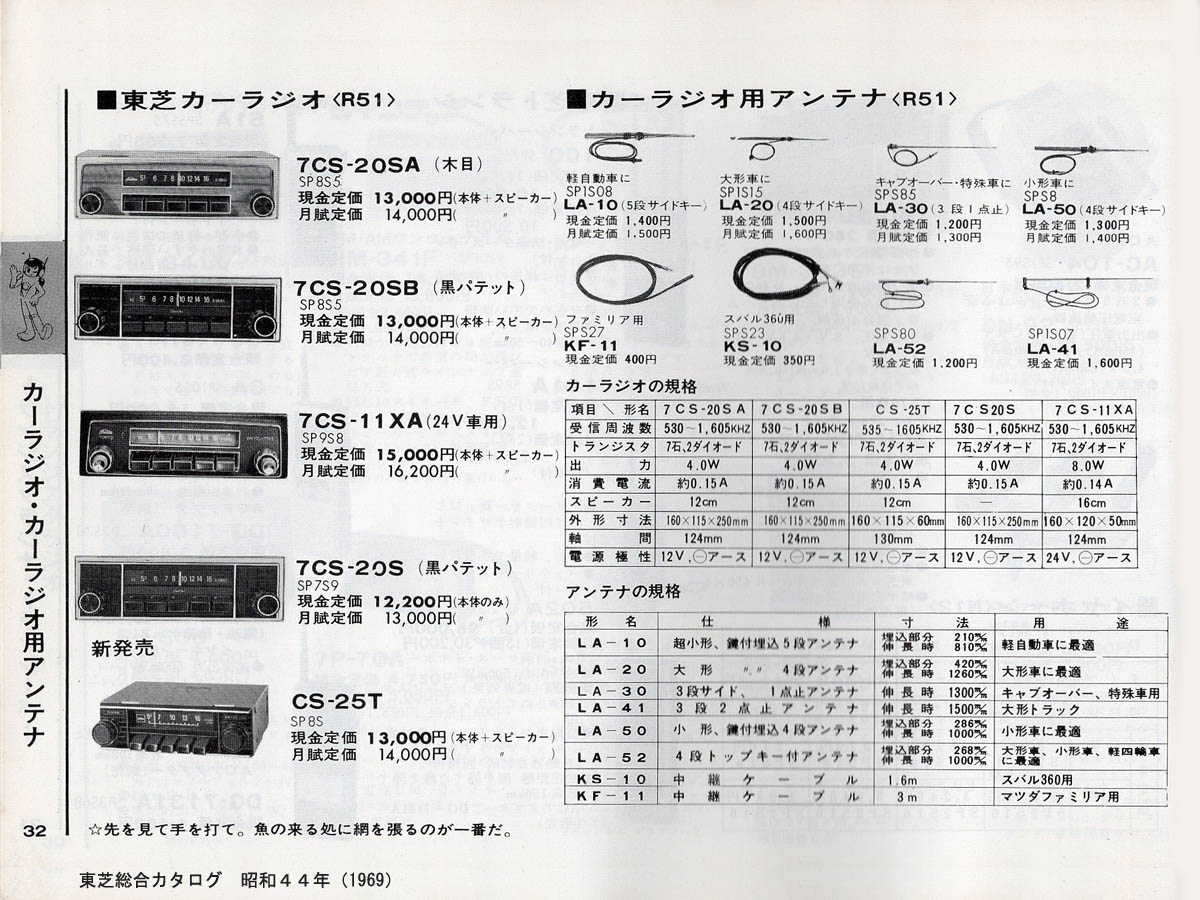 ■東芝カーラジオ〈R51〉
7CS-20SA (木目)
SP8S5
現金定価 13,000円(本体+スピーカー)
月賦定価 14,000円( 〃 )
7CS-20SB (黒パテット)
SP8S5
現金定価 13,000円(本体+スピーカー)
月賦定価 14,000円( 〃 )
7CS-11XA (24V車用)
SP9S8
現金定価 15,000円(本体+スピーカー)
月賦定価 16,200円( 〃 )
7CS-20S (黒パテット)
SP7S9
現金定価 12,200円(本体のみ)
月賦定価 13,000円( 〃 )
新発売
CS-25T
SP8S
現金定価 13,000円(本体+スピーカー)
月賦定価 14,000円( 〃 )
■カーラジオ用アンテナ〈R51〉
軽自動車に
SP1S08
LA-10(5段サイドキー)
現金定価 1,400円
月賦定価 1,500円
大形車に
SP1S15
LA-20(4段サイドキー)
現金定価 1,500円
月賦定価 1,600円
キャブオーバー・特殊車に
SPS85
LA-30(3段1点止)
現金定価 1,200円
月賦定価 1,300円
小形車に
SPS8
LA-50(4段サイドキー)
現金定価 1,300円
月賦定価 1,400円
ファミリア用
SPS27
KF-11
現金定価 400円
スバル360用
SPS23
KS-10
現金定価 350円
SPS80
LA-52
現金定価 1,200円
SP1S07
LA-41
現金定価 1,600円
カーラジオの規格
項目\形名 7CS-20SA 7CS-20SB CS-25T 7CS20S 7CS-11XA
受信周波数 530~1,605KHZ 530~1,605KHZ 535~1605KHZ 530~1,605KHZ 530~1,605KHZ
トランジスタ 7石、2ダイオード 7石、2ダイオード 7石、2ダイオード 7石、2ダイオード 7石、2ダイオード
出力 4.0W 4.0W 4.0W 4.0W 8.0W
消費電流 約0.15A 約0.15A 約0.15A 約0.15A 約0.14A
スピーカー 12cm 12cm 12cm — 16cm
外形寸法 160×115×250mm 160×115×250mm 160×115×60mm 160×115×250mm 160×120×50mm
軸間 124mm 124mm 130mm 124mm 124mm
電源極性 12V,⊖アース 12V,⊖アース 12V,⊖アース 12V,⊖アース 24V,⊖アース
アンテナの規格
形名 仕様 寸法 用途
LA-10 超小形、鍵付埋込5段アンテナ 埋込部分 210㎜ 伸長時 810㎜ 軽自動車に最適
LA-20 大形 〃〃 4段アンテナ 埋込部分 420㎜ 伸長時 1260㎜ 大形車に最適
LA-30 3段サイド、1点止アンテナ 伸長時 1300㎜ キャブオーバー、特殊車用
LA-41 3段2点止アンテナ 伸長時 1500㎜ 大形トラック
LA-50 小形、鍵付埋込4段アンテナ 埋込部分 286㎜ 伸長時 1000㎜ 小形車に最適
LA-52 4段トップキー付アンテナ 埋込部分 268㎜ 伸長時 1000㎜ 大形車、小形車、軽四輪車に最適
KS-10 中継ケーブル 1.6m スバル360用
KF-11 中継ケーブル 3m マツダファミリア用
カーラジオ・カーラジオ用アンテナ
32
☆先を見て手を打て。魚の来る処に網を張るのが一番だ。
東芝総合カタログ 昭和44年(1969)